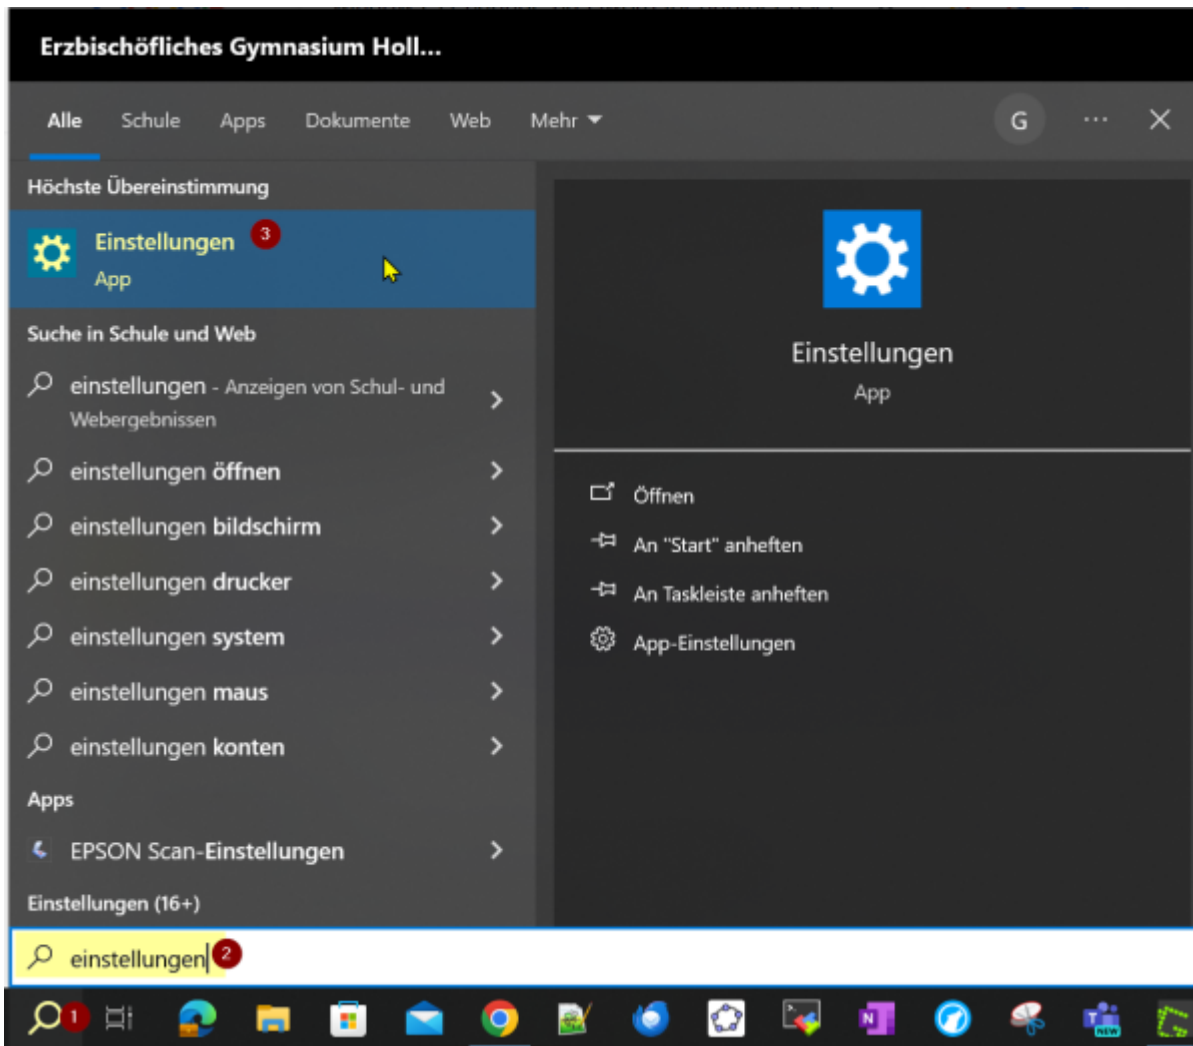 Erzbischöfliches Gymnasium Holl...
Alle Schule Apps Dokumente Web Mehr G ...
Höchste Übereinstimmung
Einstellungen 3
App
Suche in Schule und Web
einstellungen - Anzeigen von Schul- und
Webergebnissen
einstellungen öffnen
einstellungen bildschirm
einstellungen drucker
einstellungen system
einstellungen maus
einstellungen konten
Apps
EPSON Scan-Einstellungen
Einstellungen (16+)
Einstellungen
App
Öffnen
An "Start" anheften
An Taskleiste anheften
App-Einstellungen
einstellungen 2
1 N T NEW